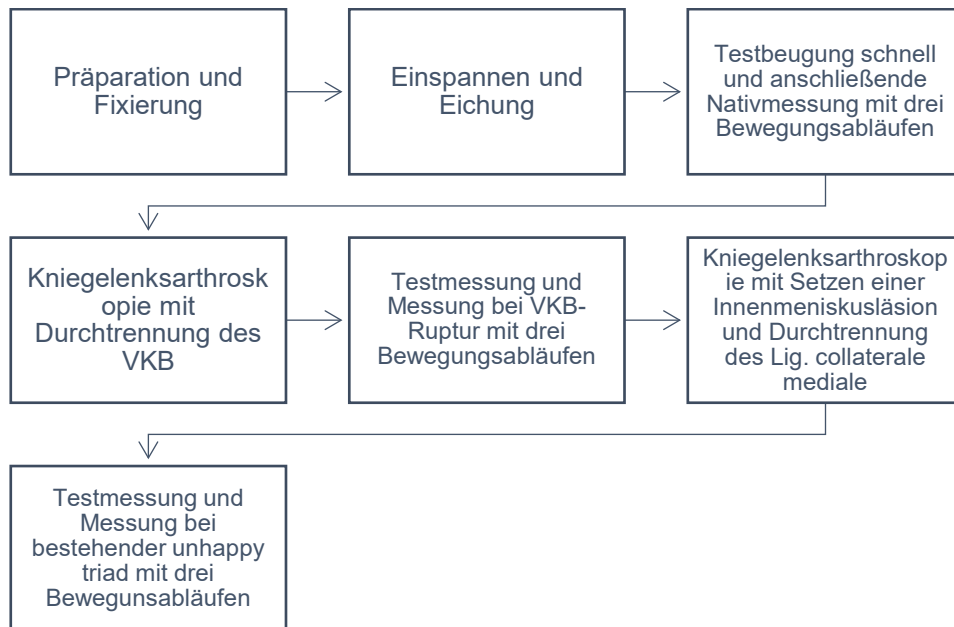 Präparation und
Fixierung
Einspannen und
Eichung
Testbeugung schnell
und anschließende
Nativmessung mit drei
Bewegungsabläufen
Kniegelenksarthrosk
opie mit
Durchtrennung des
VKB
Testmessung und
Messung bei VKB-
Ruptur mit drei
Bewegungsabläufen
Kniegelenksarthroskop
ie mit Setzen einer
Innenmeniskusläsion
und Durchtrennung
des Lig. collaterale
mediale
Testmessung und
Messung bei
bestehender unhappy
triad mit drei
Bewegunsabläufen